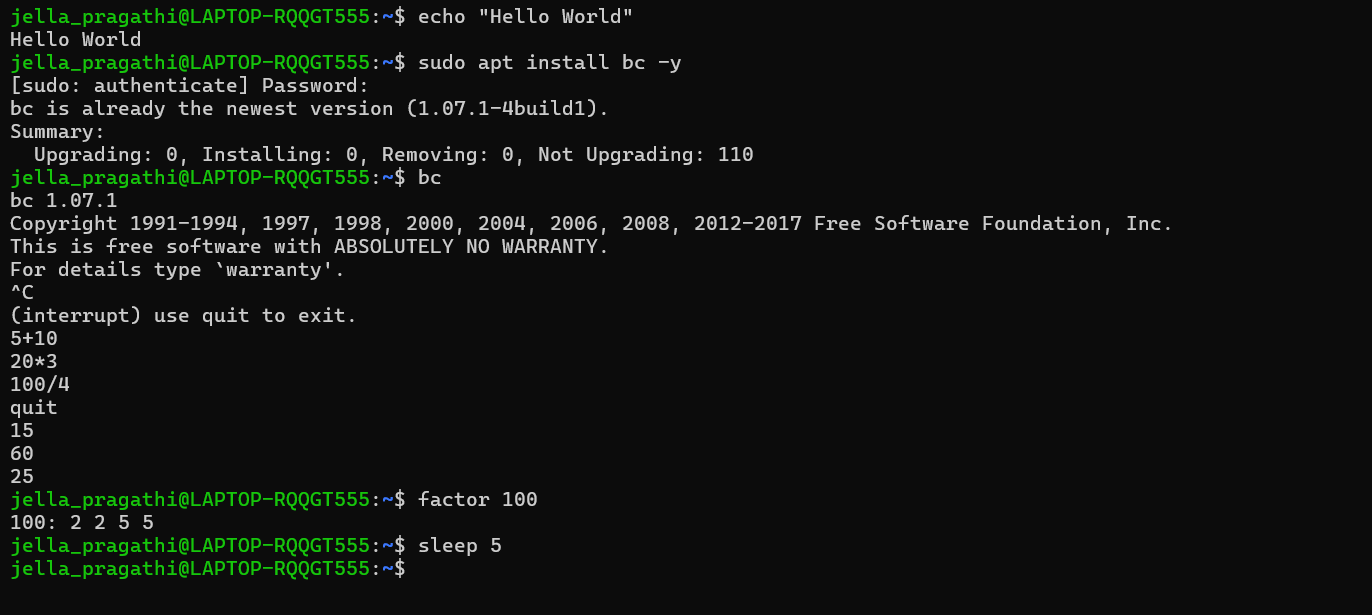 jella_pragathi@LAPTOP-RQQGT555:~$ echo "Hello World"
Hello World
jella_pragathi@LAPTOP-RQQGT555:~$ sudo apt install bc -y
[sudo: authenticate] Password:
bc is already the newest version (1.07.1-4build1).
Summary:
  Upgrading: 0, Installing: 0, Removing: 0, Not Upgrading: 110
jella_pragathi@LAPTOP-RQQGT555:~$ bc
bc 1.07.1
Copyright 1991-1994, 1997, 1998, 2000, 2004, 2006, 2008, 2012-2017 Free Software Foundation, Inc.
This is free software with ABSOLUTELY NO WARRANTY.
For details type `warranty'.
^C
(interrupt) use quit to exit.
5+10
20*3
100/4
quit
15
60
25
jella_pragathi@LAPTOP-RQQGT555:~$ factor 100
100: 2 2 5 5
jella_pragathi@LAPTOP-RQQGT555:~$ sleep 5
jella_pragathi@LAPTOP-RQQGT555:~$